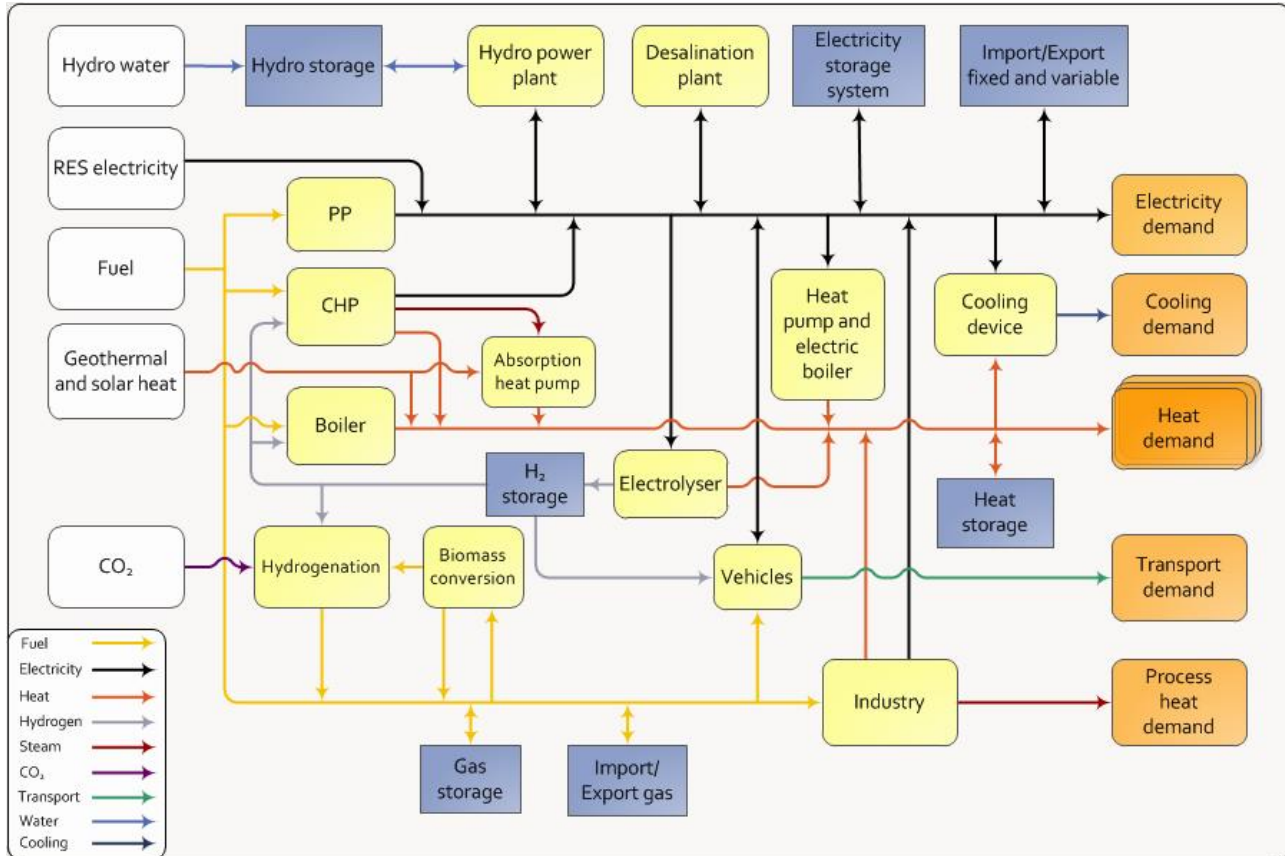 Hydro water
Hydro storage
Hydro power
plant
Desalination
plant
Electricity
storage
system
Import/Export
fixed and variable
RES electricity
PP
Electricity
demand
Fuel
CHP
Heat
pump and
electric
boiler
Cooling
device
Cooling
demand
Geothermal
and solar heat
Absorption
heat pump
Boiler
Heat
demand
H₂
storage
Electrolyser
Heat
storage
CO₂
Hydrogenation
Biomass
conversion
Vehicles
Transport
demand
Industry
Process
heat
demand
Gas
storage
Import/
Export gas
Fuel
Electricity
Heat
Hydrogen
Steam
CO₂
Transport
Water
Cooling